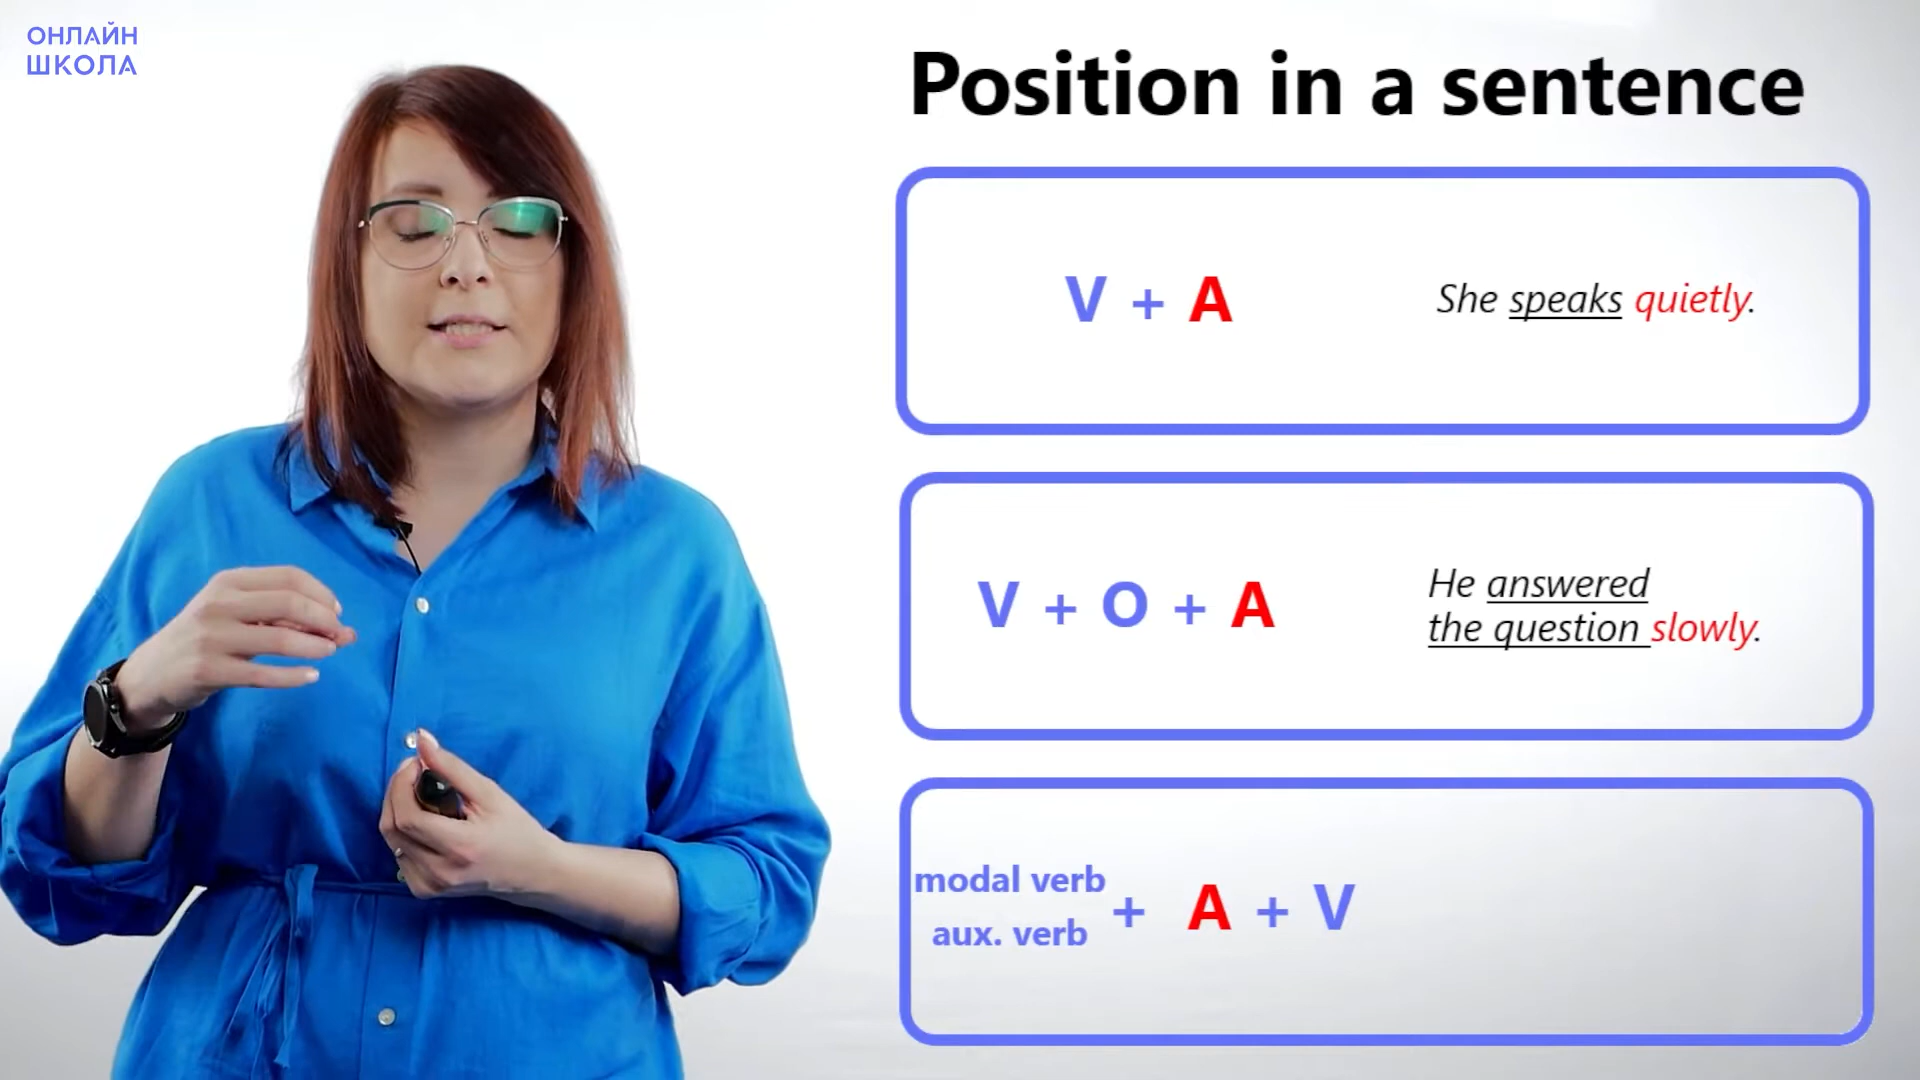 ОНЛАЙН
ШКОЛА
Position in a sentence
V + A
She speaks quietly.
V + O + A
He answered
the question slowly.
modal verb
aux. verb
+ A + V